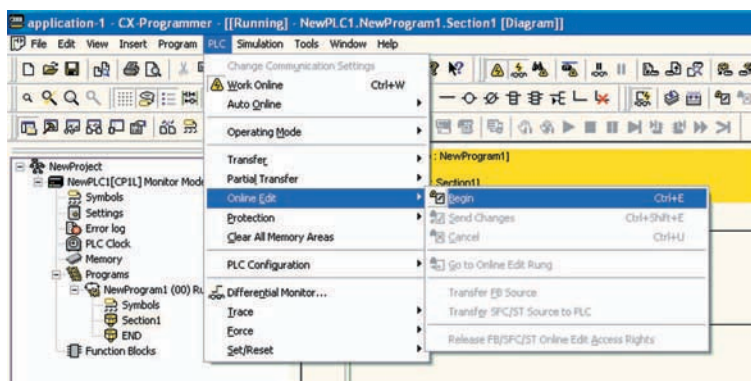 application-1 - CX-Programmer - [[Running] - NewPLC1.NewProgram1.Section1 [Diagram]]
File Edit View Insert Program PLC Simulation Tools Window Help
Change Communication Settings
Work Online Ctrl+W
Auto Online
Operating Mode
Transfer
Partial Transfer
Online Edit
Protection
Clear All Memory Areas
PLC Configuration
Differential Monitor...
Trace
Force
Set/Reset
Begin Ctrl+E
Send Changes Ctrl+Shift+E
Cancel Ctrl+U
Go to Online Edit Rung
Transfer FB Source
Transfer SFC/ST Source to PLC
Release FB/SFC/ST Online Edit Access Rights
: NewProgram1]
: Section1]
NewProject
NewPLC1[CP1L] Monitor Mode
Symbols
Settings
Error log
PLC Clock
Memory
Programs
NewProgram1 (00) Ru
Symbols
Section1
END
Function Blocks